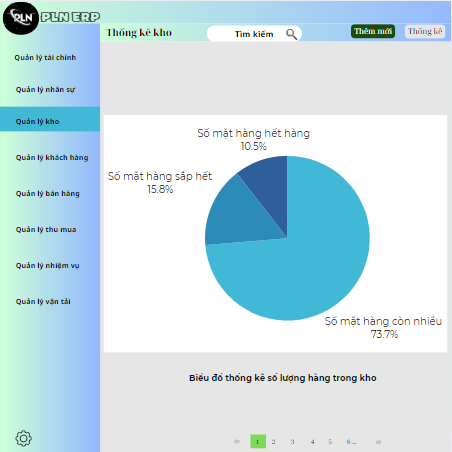 PLN PLN ERP
Thống kê kho
Tìm kiếm
Thêm mới
Thống kê
Quản lý tài chính
Quản lý nhân sự
Quản lý kho
Quản lý khách hàng
Quản lý bán hàng
Quản lý thu mua
Quản lý nhiệm vụ
Quản lý vận tải
Số mặt hàng hết hàng
10.5%
Số mặt hàng sắp hết
15.8%
Số mặt hàng còn nhiều
73.7%
Biểu đồ thống kê số lượng hàng trong kho
1 2 3 4 5 6 ...